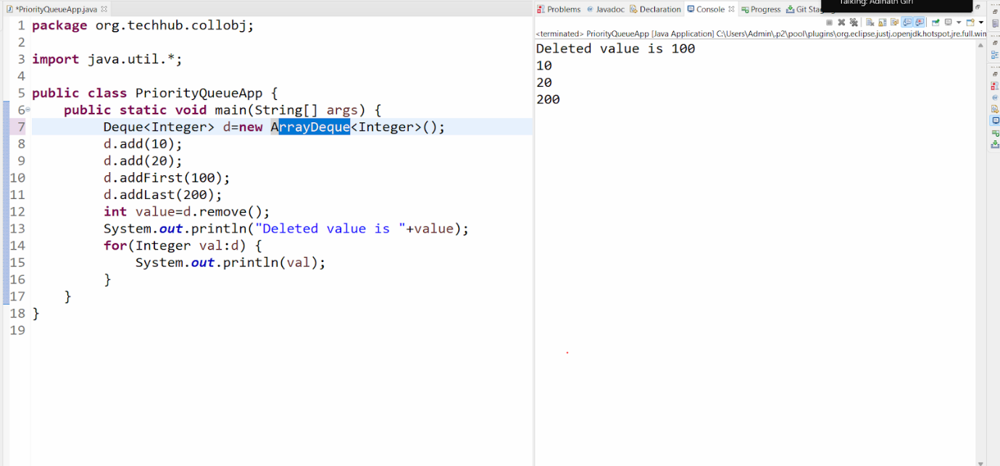 *PriorityQueueApp.java
1 package org.techhub.collobj;
2
3 import java.util.*;
4
5 public class PriorityQueueApp {
6 public static void main(String[] args) {
7 Deque<Integer> d=new ArrayDeque<Integer>();
8 d.add(10);
9 d.add(20);
10 d.addFirst(100);
11 d.addLast(200);
12 int value=d.remove();
13 System.out.println("Deleted value is "+value);
14 for(Integer val:d) {
15 System.out.println(val);
16 }
17 }
18 }
19
Talking: Adinath Giri
Problems @ Javadoc Declaration Console Progress Git
<terminated> PriorityQueueApp [Java Application] C:\Users\Admin\.p2\pool\plugins\org.eclipse.justj.openjdk.hotspot.jre.full.win
Deleted value is 100
10
20
200